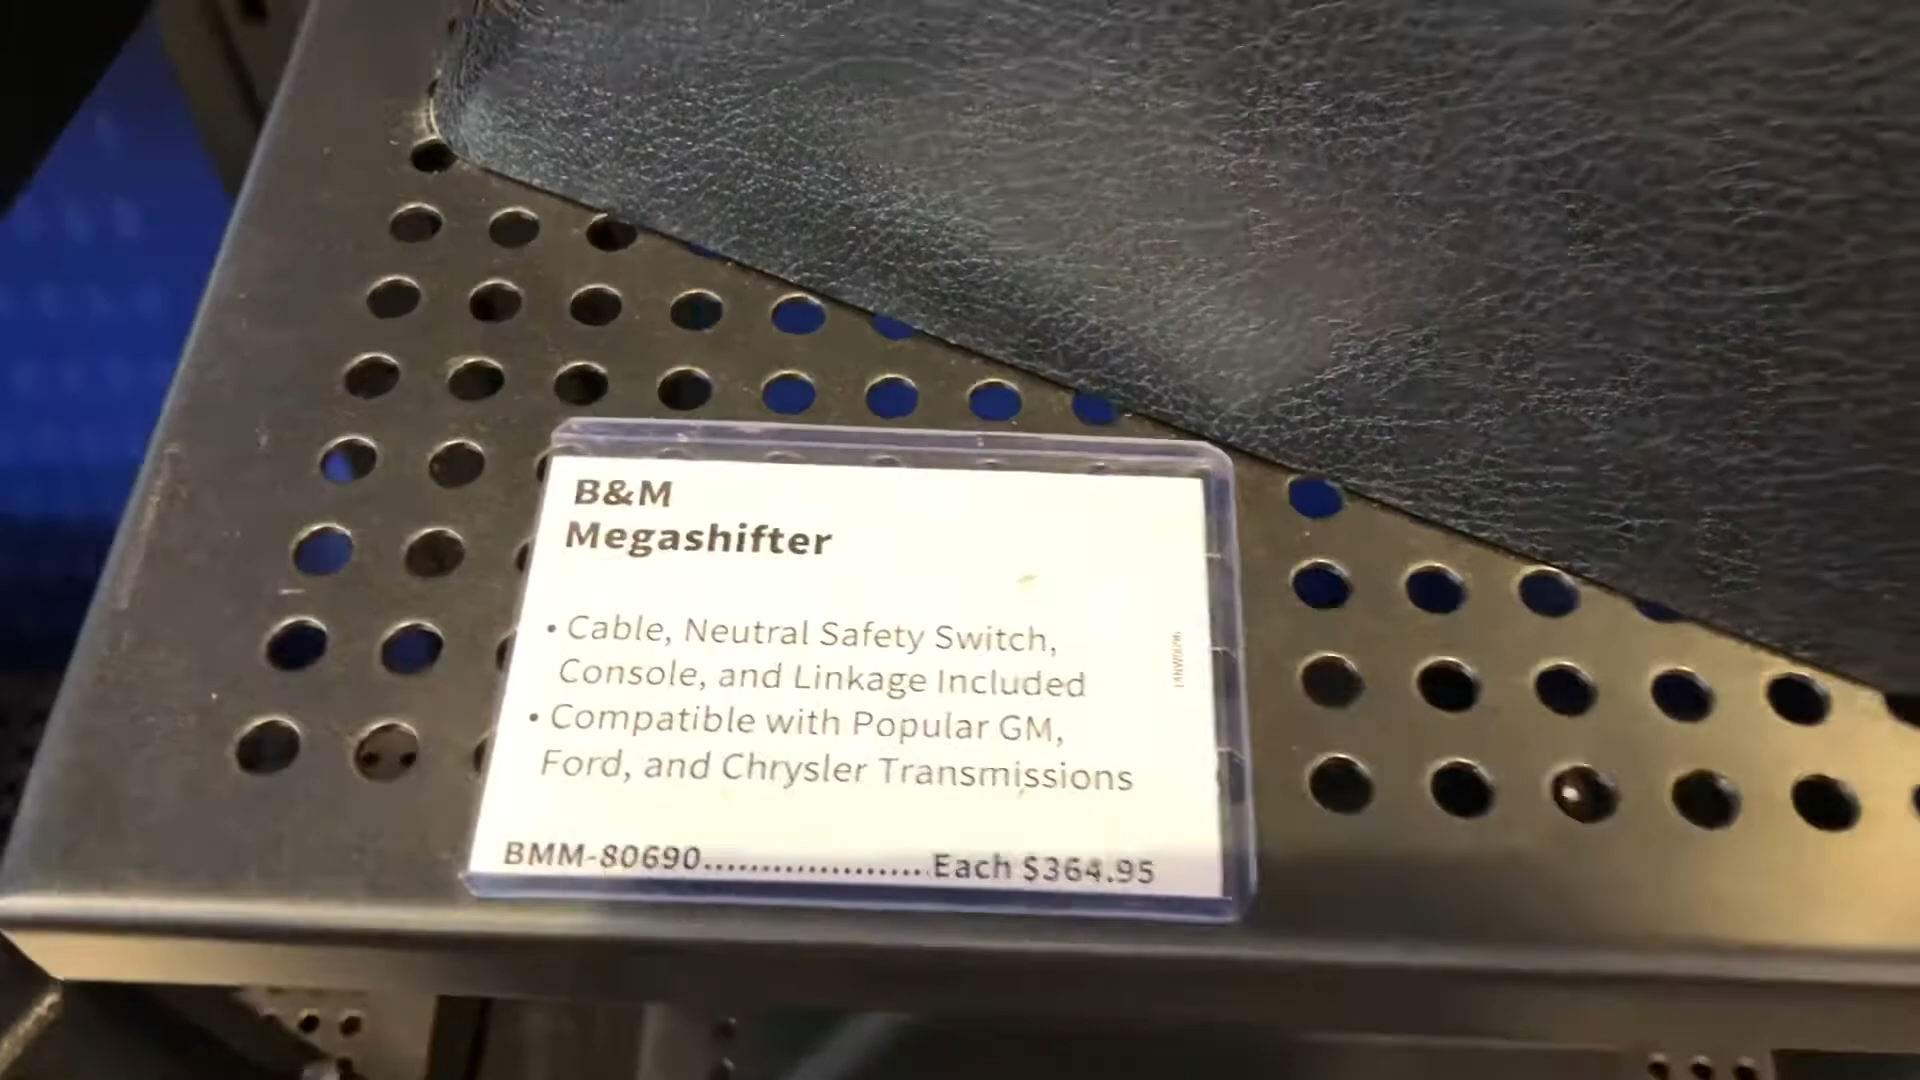 B&M
Megashifter
• Cable, Neutral Safety Switch,
Console, and Linkage Included
• Compatible with Popular GM,
Ford, and Chrysler Transmissions
BMM-80690....................Each $364.95